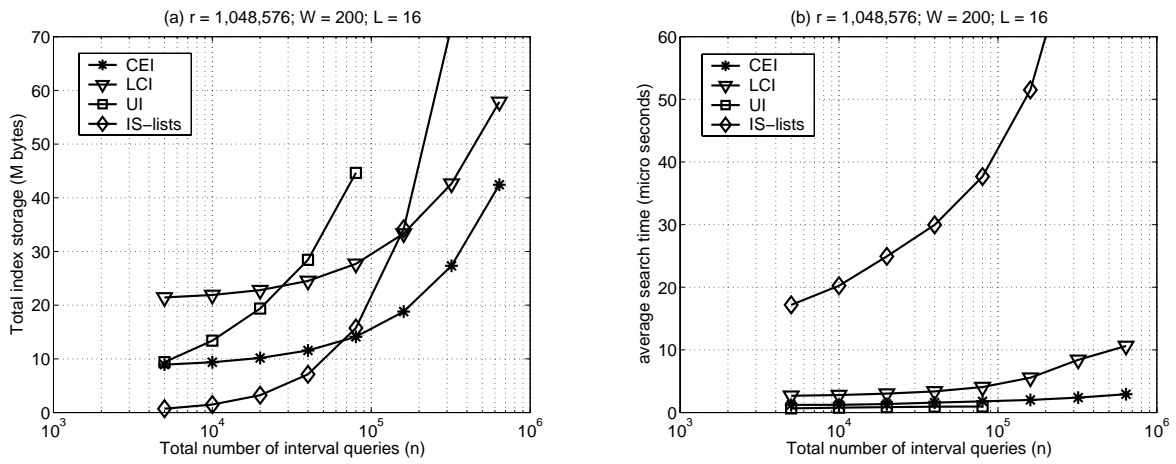 (a) r = 1,048,576; W = 200; L = 16
Total index storage (M bytes)
70
60
50
40
30
20
10
0
CEI
LCI
UI
IS−lists
10^3
10^4
10^5
10^6
Total number of interval queries (n)
(b) r = 1,048,576; W = 200; L = 16
average search time (micro seconds)
60
50
40
30
20
10
0
CEI
LCI
UI
IS−lists
10^3
10^4
10^5
10^6
Total number of interval queries (n)